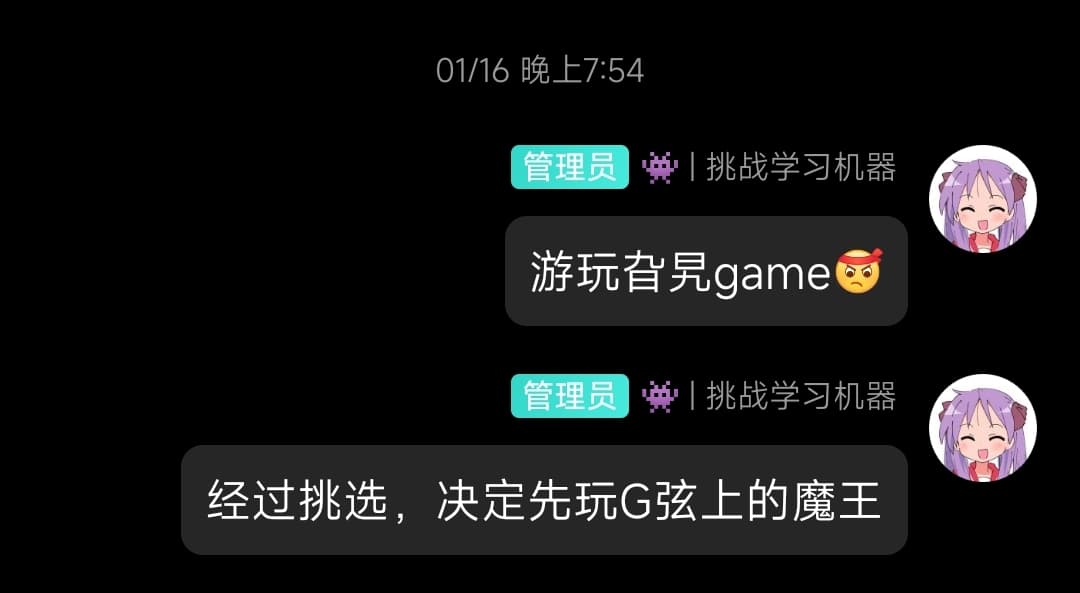 01/16 晚上7:54
管理员 👾 | 挑战学习机器
游玩旮旯game
管理员 👾 | 挑战学习机器
经过挑选，决定先玩G弦上的魔王